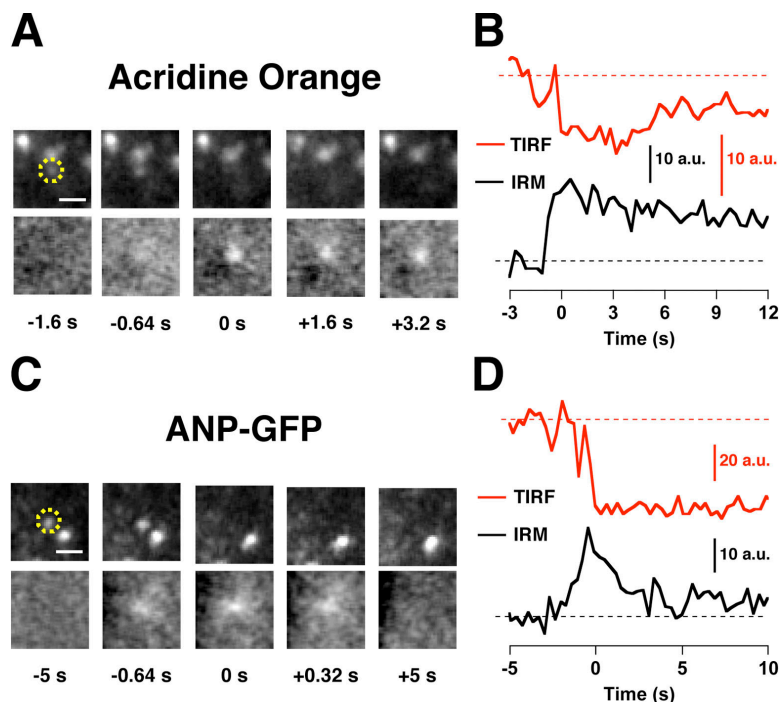 A
Acridine Orange
-1.6 s -0.64 s 0 s +1.6 s +3.2 s
B
TIRF
IRM
10 a.u. 10 a.u.
-3 0 3 6 9 12
Time (s)
C
ANP-GFP
-5 s -0.64 s 0 s +0.32 s +5 s
D
20 a.u.
TIRF
IRM
10 a.u.
-5 0 5 10
Time (s)